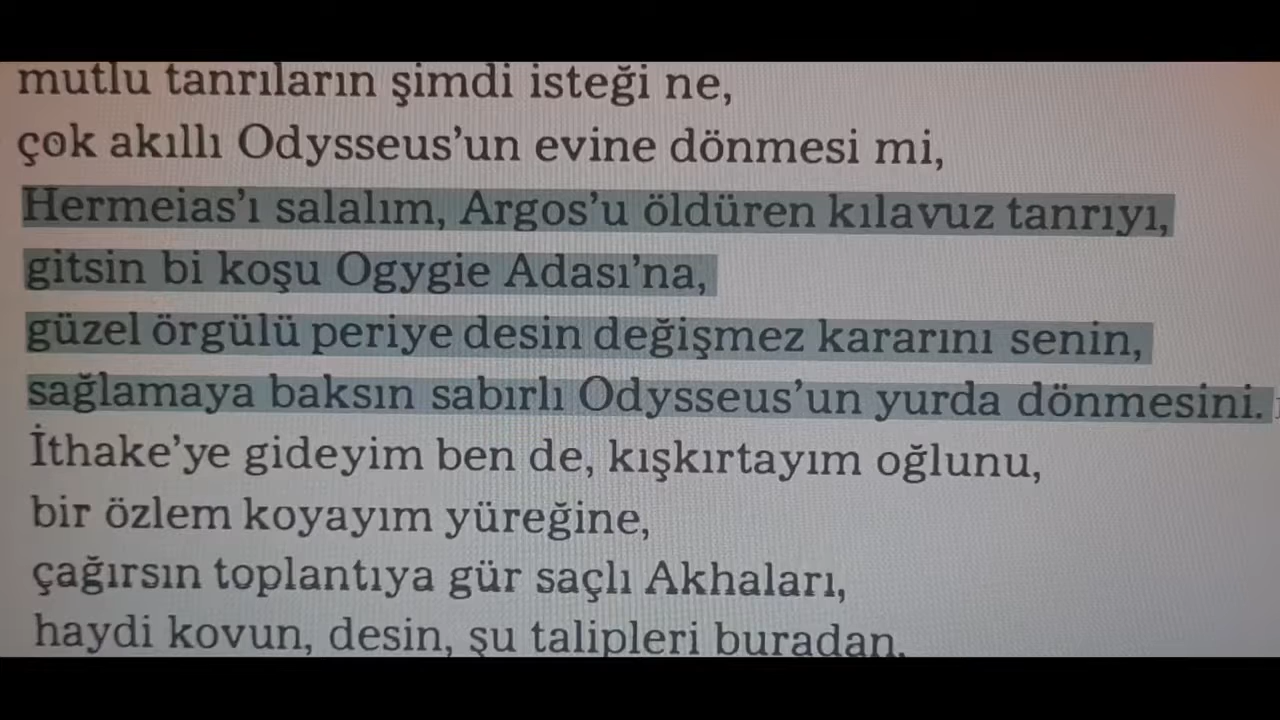 mutlu tanrıların şimdi isteği ne,
çok akıllı Odysseus’un evine dönmesi mi,
Hermeias’ı salalım, Argos’u öldüren kılavuz tanrıyı,
gitsin bi koşu Ogygie Adası’na,
güzel örgülü periye desin değişmez kararını senin,
sağlamaya baksın sabırlı Odysseus’un yurda dönmesini.
İthake’ye gideyim ben de, kışkırtayım oğlunu,
bir özlem koyayım yüreğine,
çağırsın toplantıya gür saçlı Akhaları,
haydi kovun, desin, şu talipleri buradan.